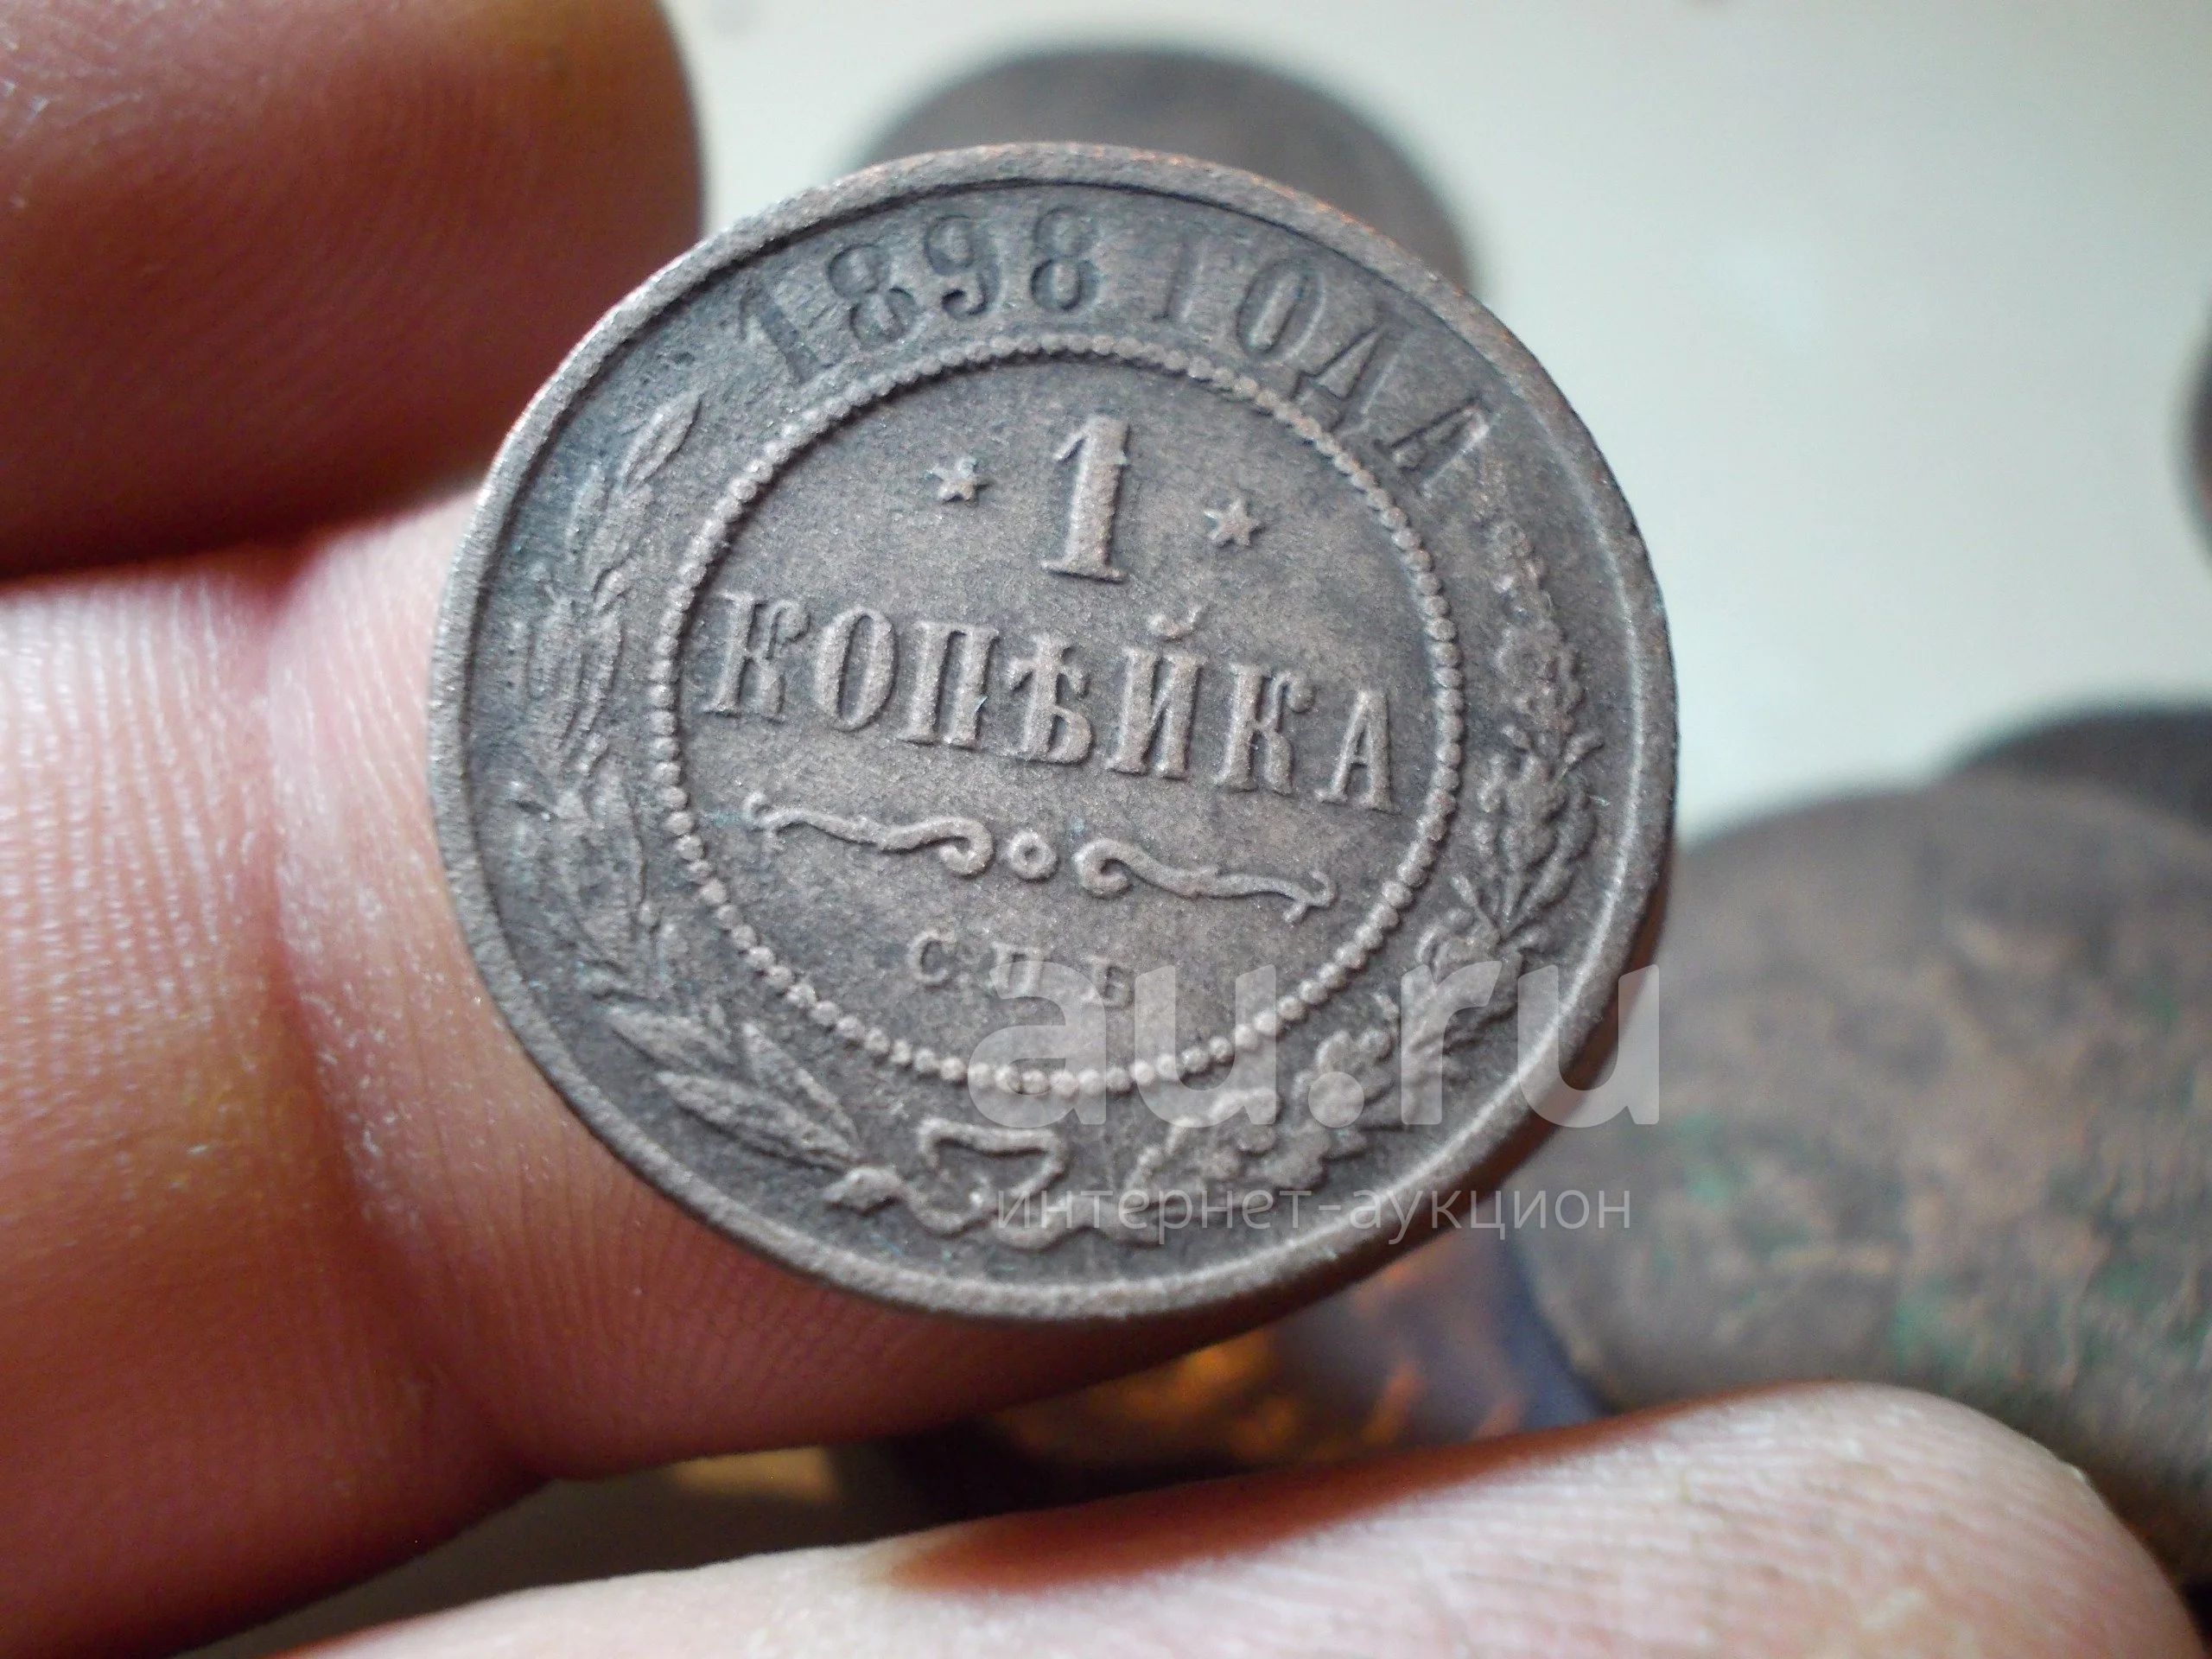 1898 ГОДА
* 1 *
КОПѢЙКА
С.П.Б.
au.ru
интернет-аукцион